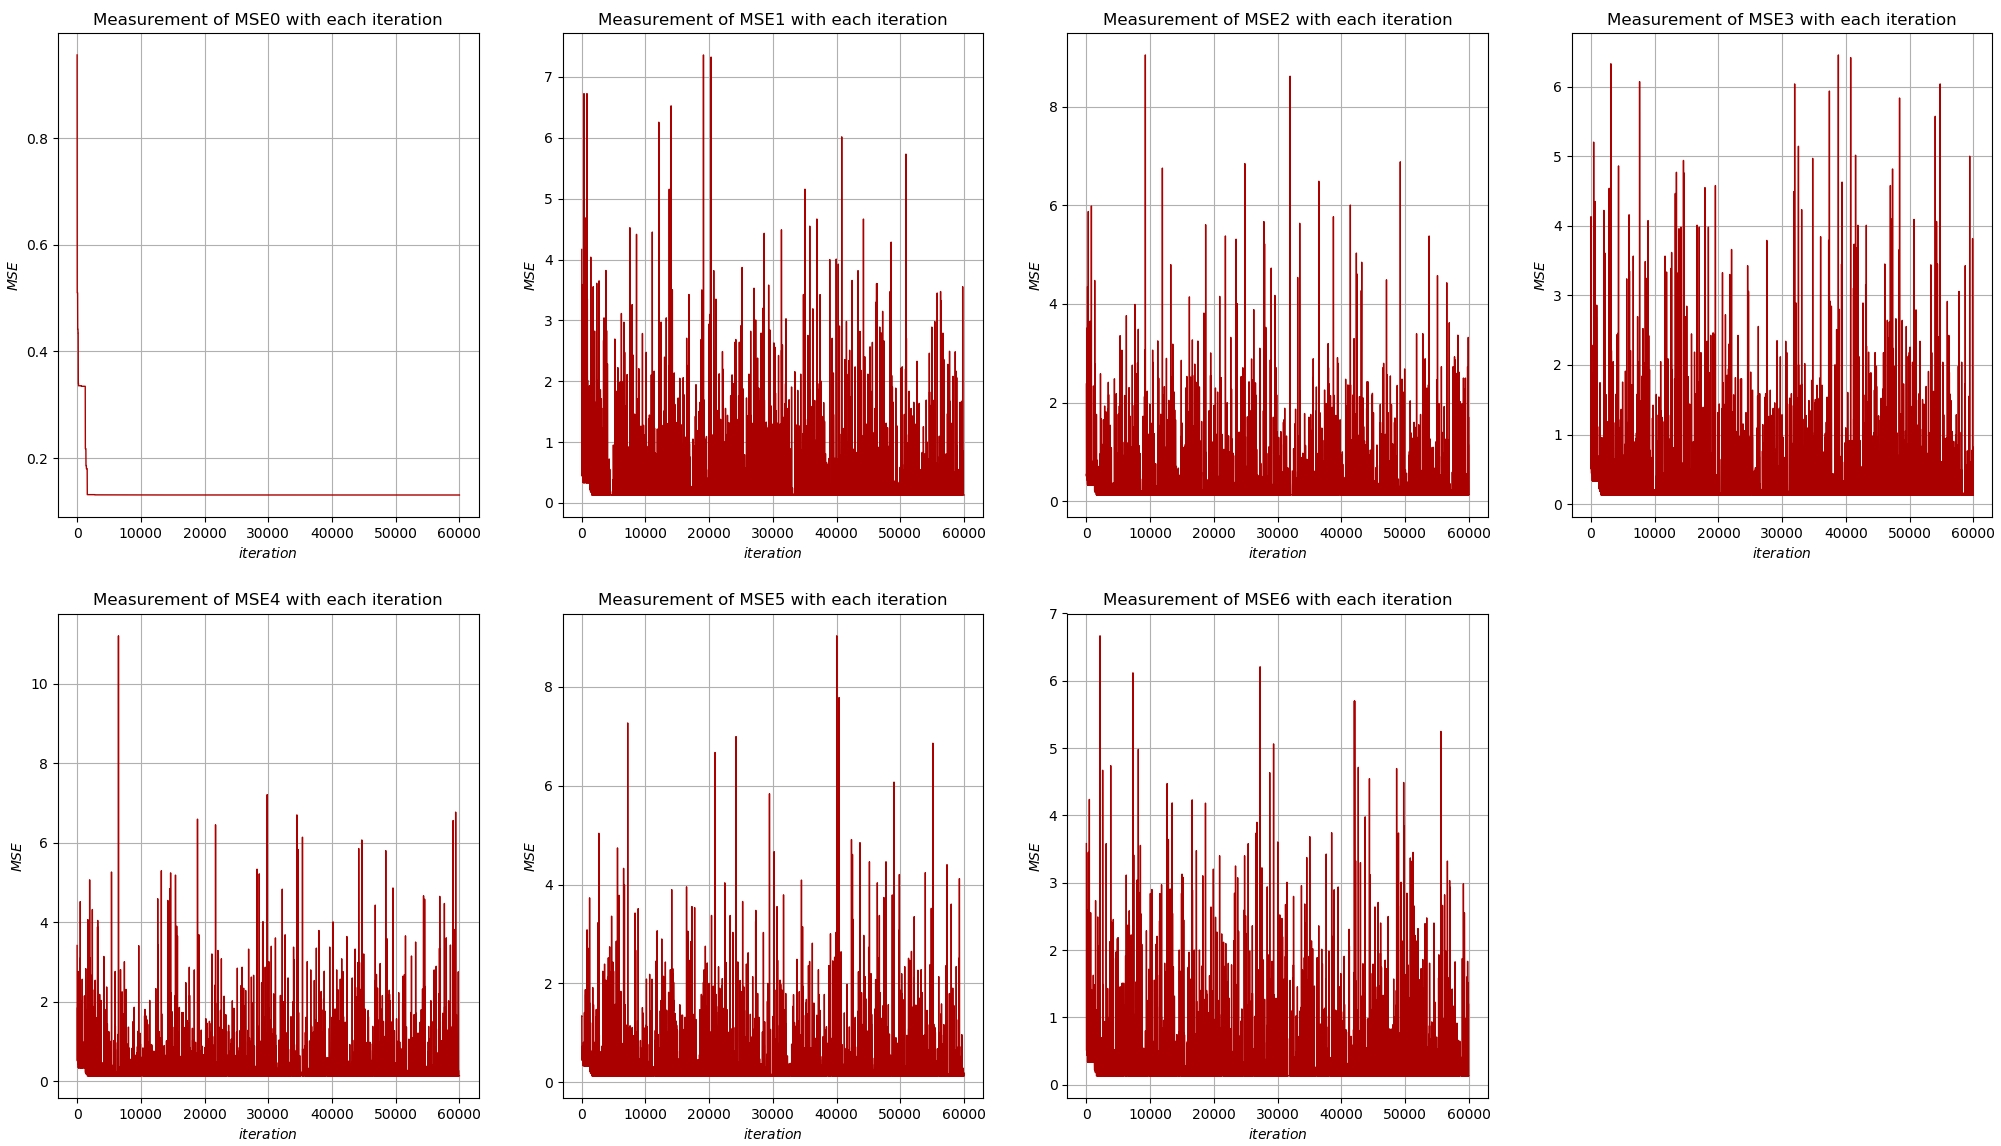 Measurement of MSE0 with each iteration
MSE
0.8
0.6
0.4
0.2
0 10000 20000 30000 40000 50000 60000
iteration
Measurement of MSE1 with each iteration
MSE
7
6
5
4
3
2
1
0
0 10000 20000 30000 40000 50000 60000
iteration
Measurement of MSE2 with each iteration
MSE
8
6
4
2
0
0 10000 20000 30000 40000 50000 60000
iteration
Measurement of MSE3 with each iteration
MSE
6
5
4
3
2
1
0
0 10000 20000 30000 40000 50000 60000
iteration
Measurement of MSE4 with each iteration
MSE
10
8
6
4
2
0
0 10000 20000 30000 40000 50000 60000
iteration
Measurement of MSE5 with each iteration
MSE
8
6
4
2
0
0 10000 20000 30000 40000 50000 60000
iteration
Measurement of MSE6 with each iteration
MSE
7
6
5
4
3
2
1
0
0 10000 20000 30000 40000 50000 60000
iteration